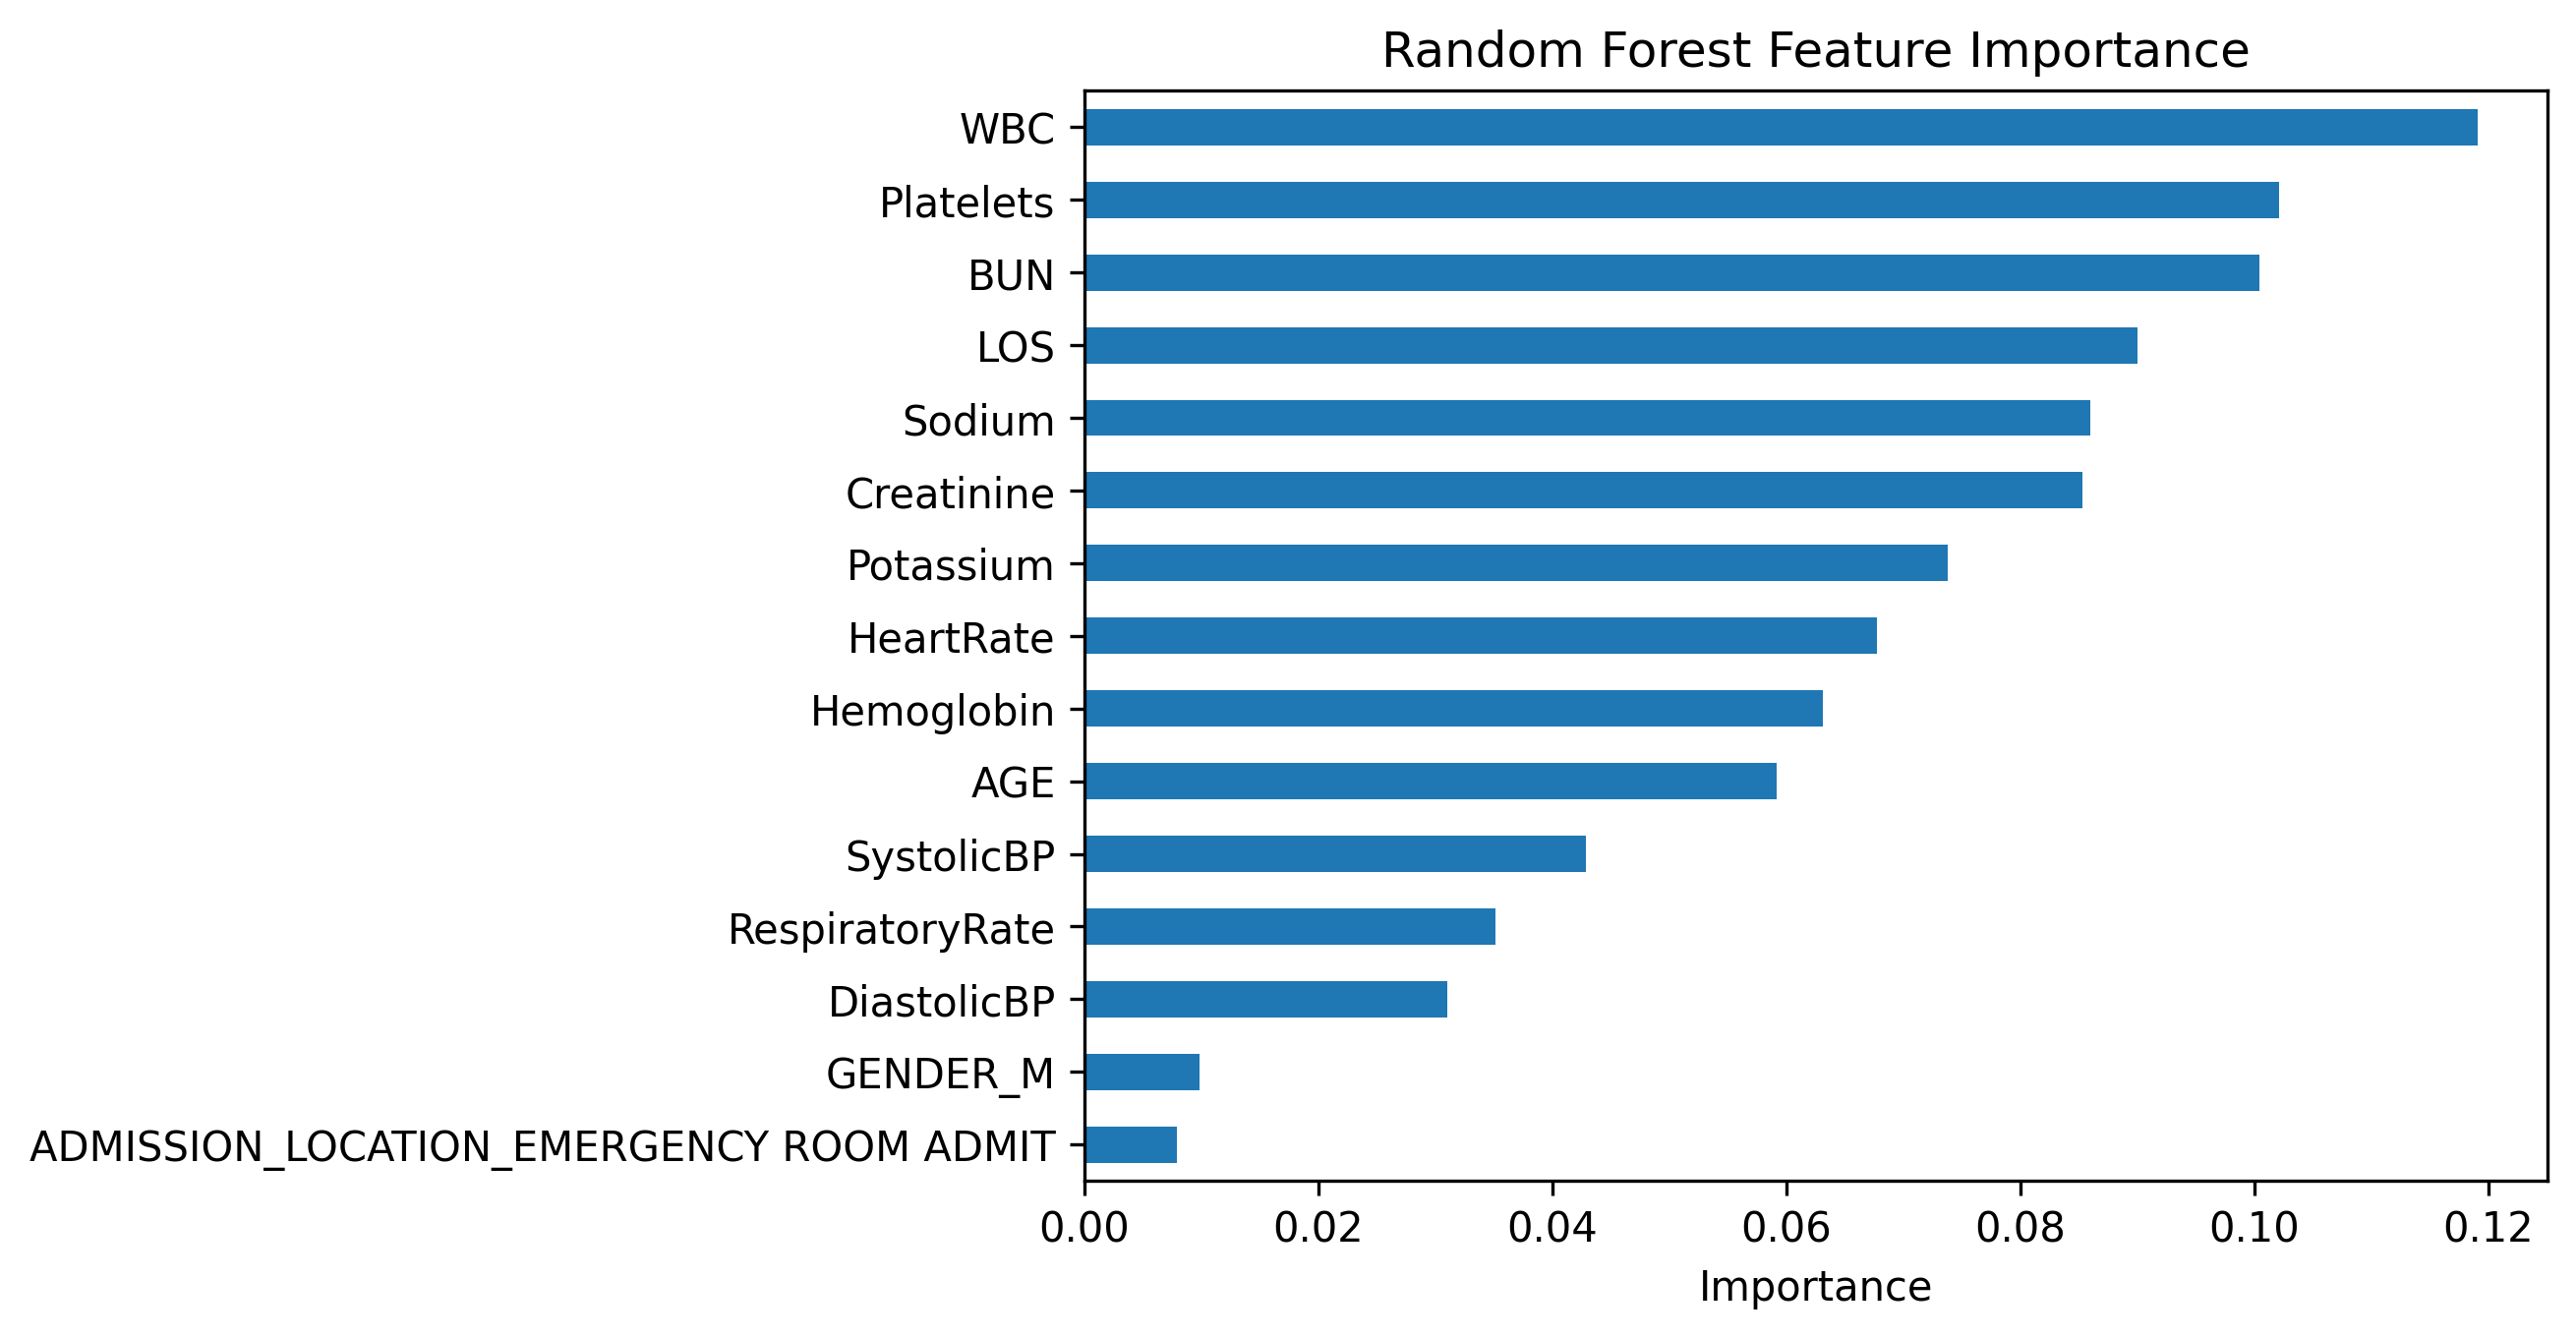 Random Forest Feature Importance
WBC
Platelets
BUN
LOS
Sodium
Creatinine
Potassium
HeartRate
Hemoglobin
AGE
SystolicBP
RespiratoryRate
DiastolicBP
GENDER_M
ADMISSION_LOCATION_EMERGENCY ROOM ADMIT
0.00 0.02 0.04 0.06 0.08 0.10 0.12
Importance